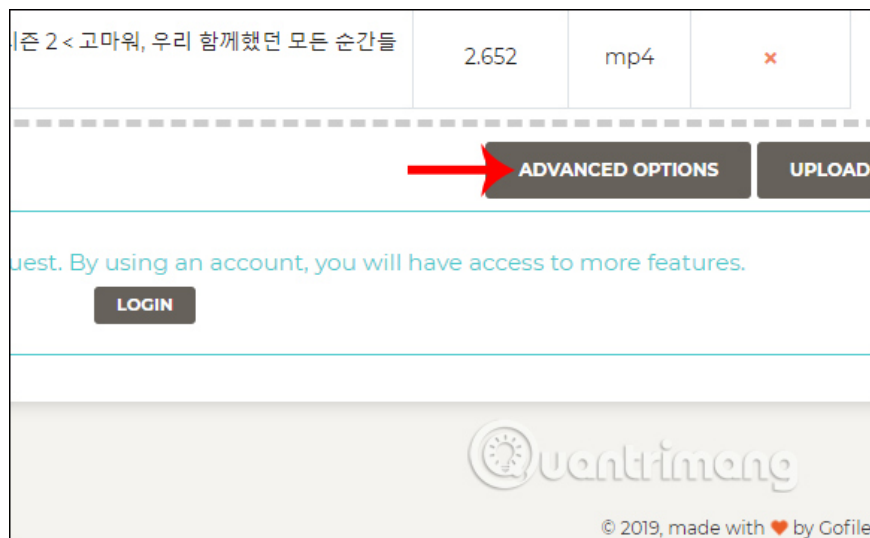 시즌 2 < 고마워, 우리 함께했던 모든 순간들
2.652
mp4
×
ADVANCED OPTIONS
UPLOAD
uest. By using an account, you will have access to more features.
LOGIN
Quantrimang
© 2019, made with ❤ by Gofile